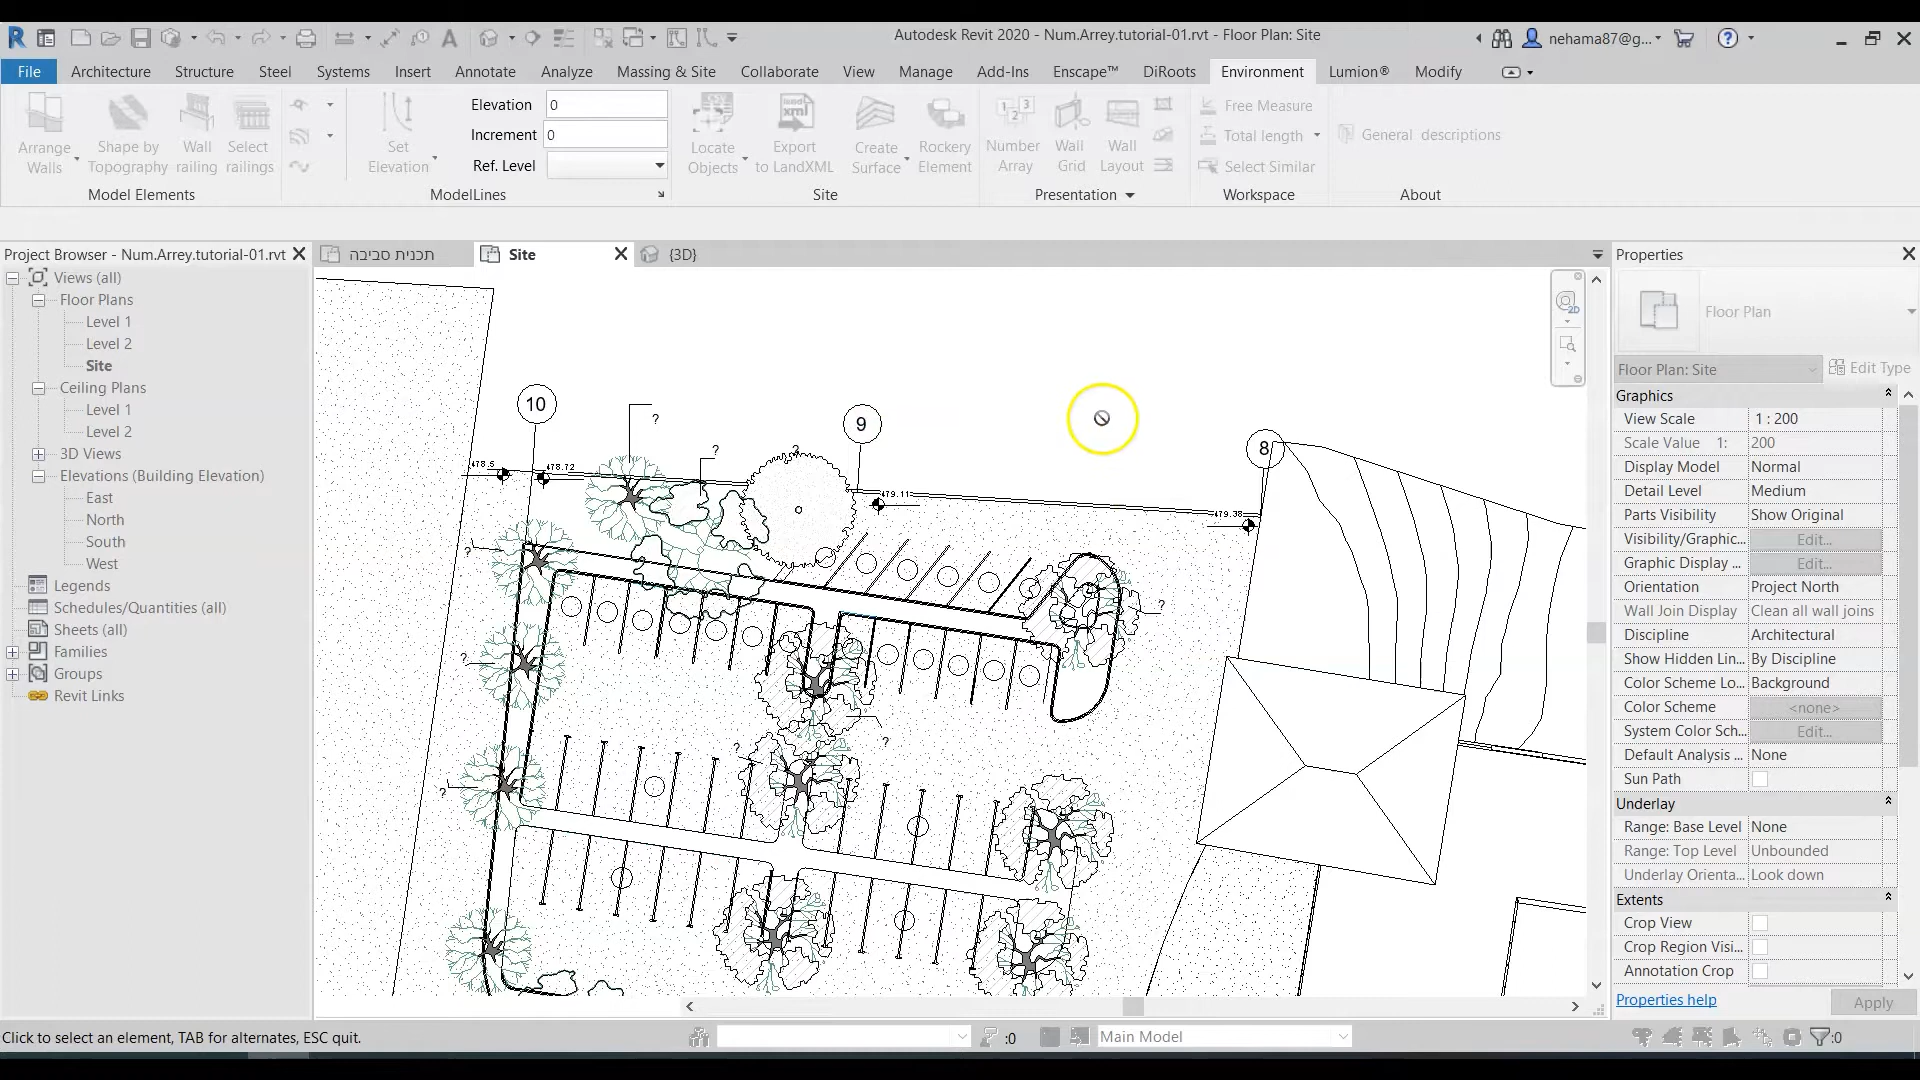 Autodesk Revit 2020 - Num.Arrey.tutorial-01.rvt - Floor Plan: Site
nehama87@g...
File Architecture Structure Steel Systems Insert Annotate Analyze Massing & Site Collaborate View Manage Add-Ins Enscape™ DiRoots Environment Lumion® Modify
Arrange Walls
Shape by Topography
Wall railing
Select railings
Model Elements
Set Elevation
Elevation 0
Increment 0
Ref. Level
ModelLines
Locate Objects
Export to LandXML
Create Surface
Rockery Element
Site
Number Array
Wall Grid
Wall Layout
Presentation
Free Measure
Total length
Select Similar
Workspace
General descriptions
About
Project Browser - Num.Arrey.tutorial-01.rvt
Views (all)
Floor Plans
Level 1
Level 2
Site
Ceiling Plans
Level 1
Level 2
3D Views
Elevations (Building Elevation)
East
North
South
West
Legends
Schedules/Quantities (all)
Sheets (all)
Families
Groups
Revit Links
תכנית סביבה
Site
{3D}
2D
10
9
8
?
?
?
478.5
478.72
479.11
479.38
?
?
?
?
?
?
Properties
Floor Plan
Floor Plan: Site
Edit Type
Graphics
View Scale 1 : 200
Scale Value 1: 200
Display Model Normal
Detail Level Medium
Parts Visibility Show Original
Visibility/Graphic... Edit...
Graphic Display ... Edit...
Orientation Project North
Wall Join Display Clean all wall joins
Discipline Architectural
Show Hidden Lin... By Discipline
Color Scheme Lo... Background
Color Scheme <none>
System Color Sch... Edit...
Default Analysis ... None
Sun Path
Underlay
Range: Base Level None
Range: Top Level Unbounded
Underlay Orienta... Look down
Extents
Crop View
Crop Region Visi...
Annotation Crop
Properties help
Apply
Click to select an element, TAB for alternates, ESC quit.
:0
Main Model
:0